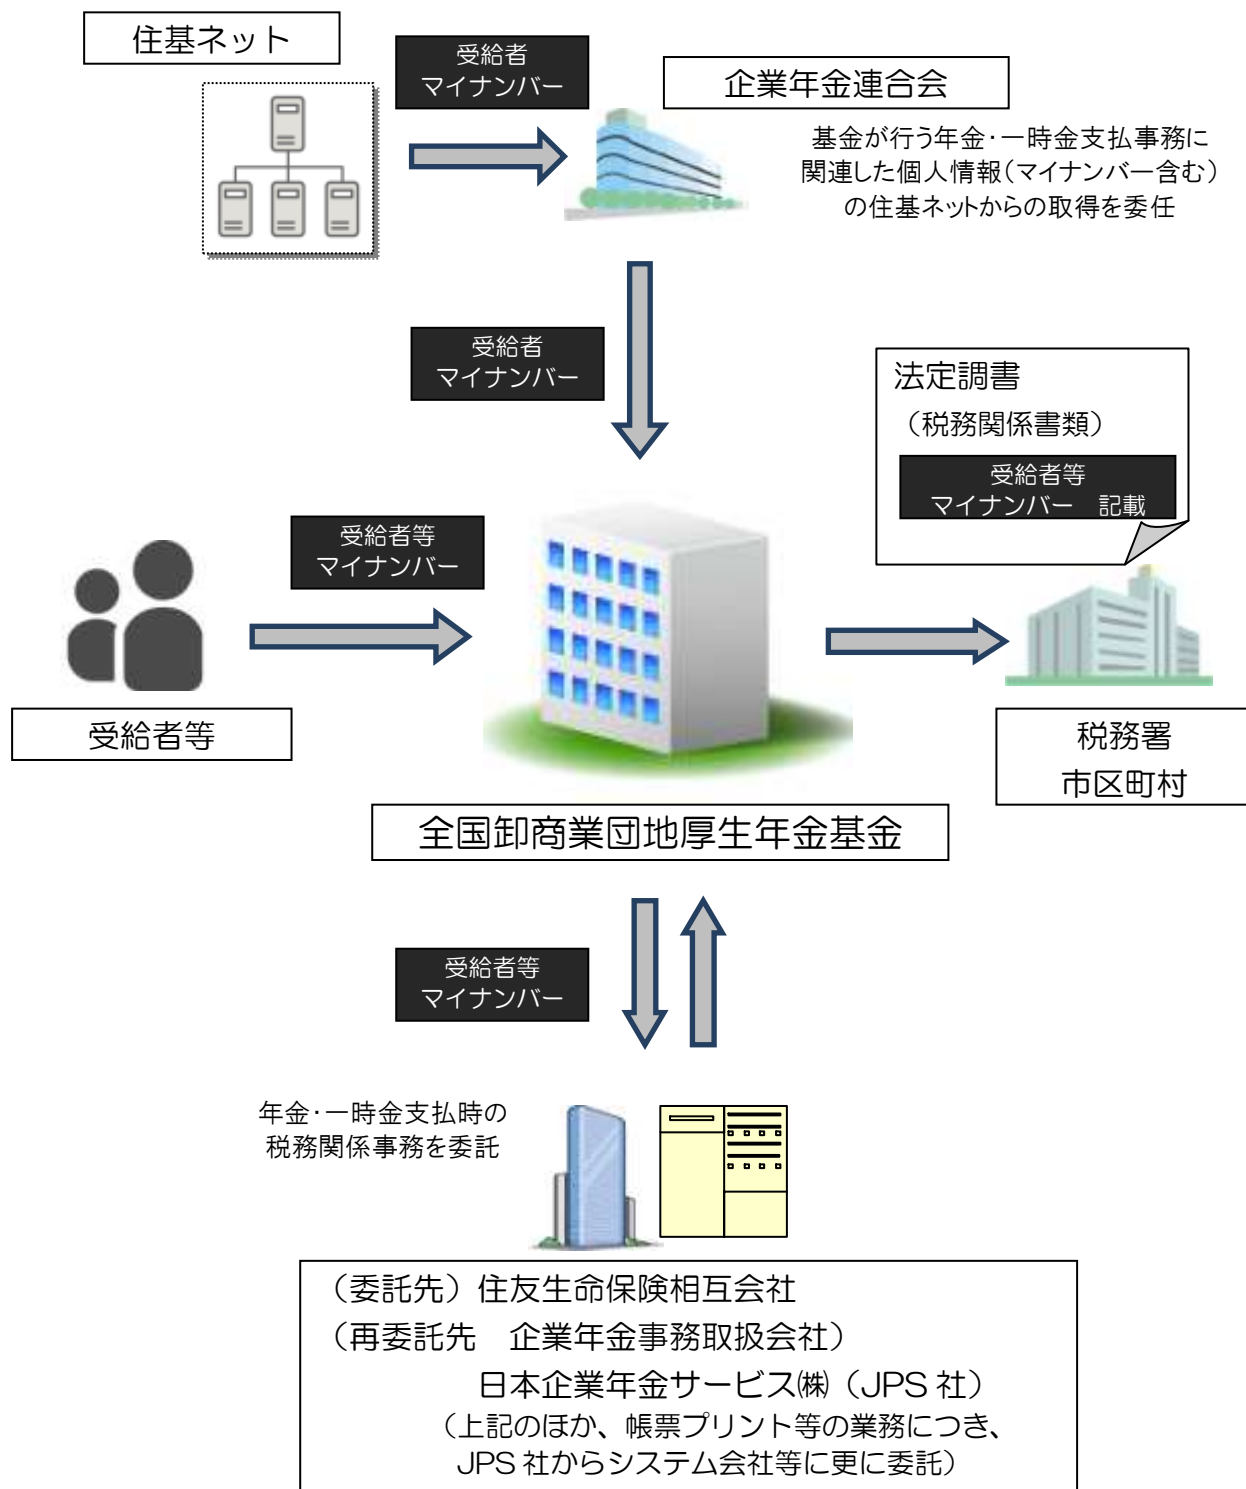 住基ネット
受給者
マイナンバー
企業年金連合会
基金が行う年金・一時金支払事務に
関連した個人情報（マイナンバー含む）
の住基ネットからの取得を委任
受給者
マイナンバー
法定調書
（税務関係書類）
受給者等
マイナンバー　記載
受給者等
マイナンバー
受給者等
税務署
市区町村
全国卸商業団地厚生年金基金
受給者等
マイナンバー
年金・一時金支払時の
税務関係事務を委託
（委託先）住友生命保険相互会社
（再委託先　企業年金事務取扱会社）
日本企業年金サービス㈱（JPS 社）
（上記のほか、帳票プリント等の業務につき、
JPS 社からシステム会社等に更に委託）